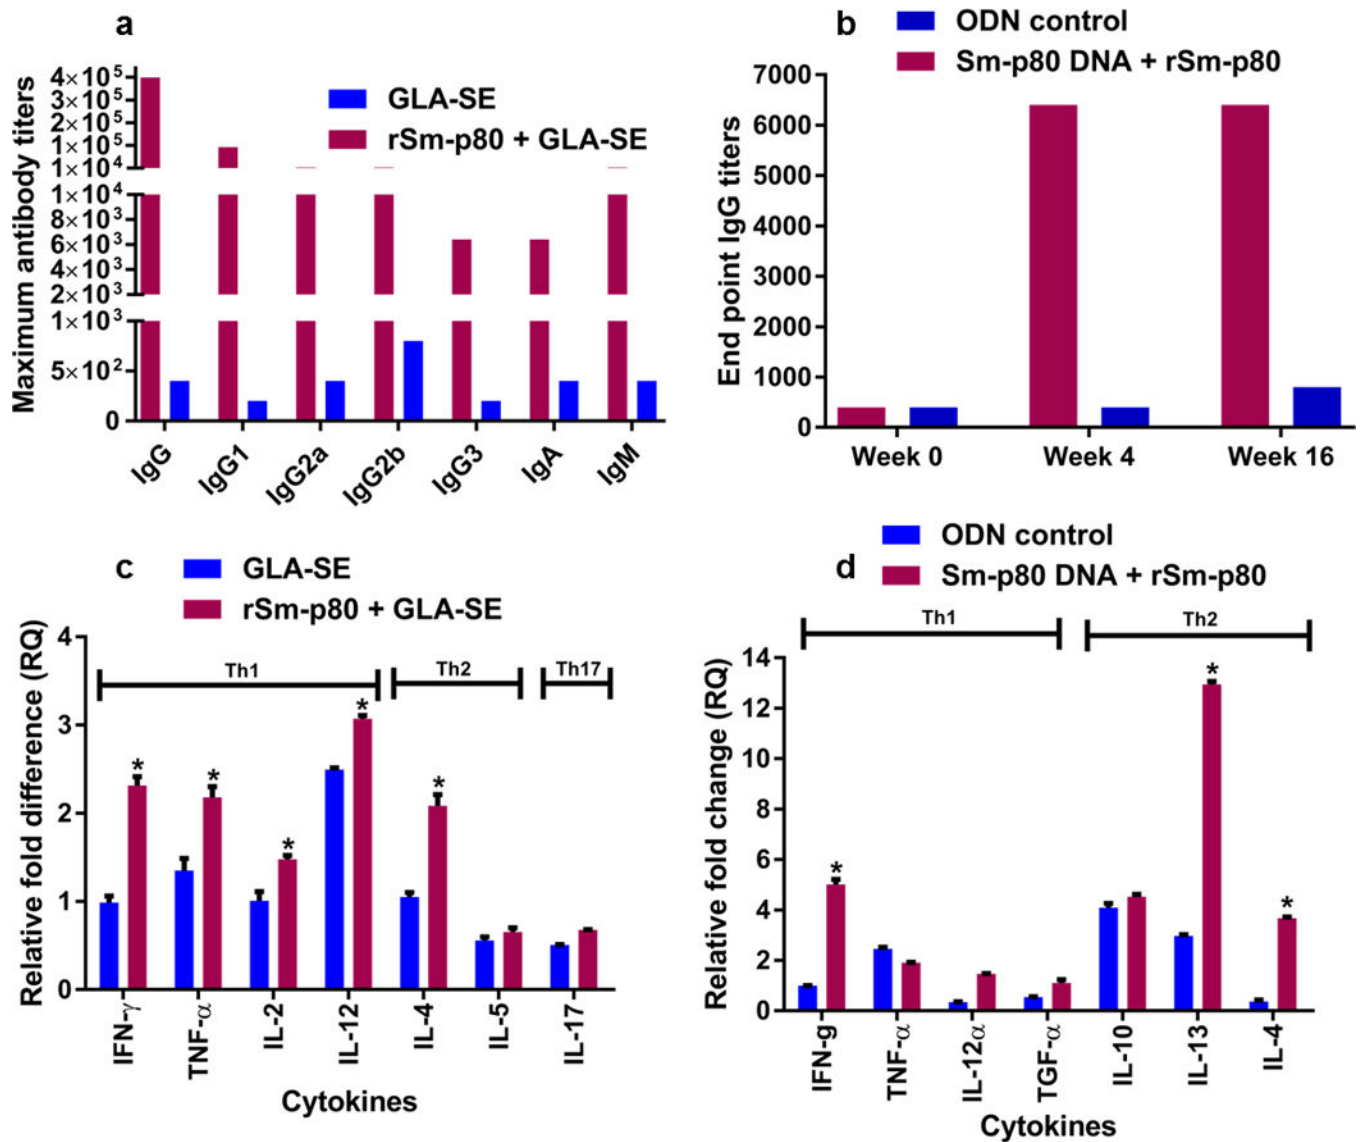 a
Maximum antibody titers
4×10⁵
3×10⁵
2×10⁵
1×10⁵
1×10⁴
1×10⁴
8×10³
6×10³
4×10³
2×10³
1×10³
5×10²
0
GLA-SE
rSm-p80 + GLA-SE
IgG
IgG1
IgG2a
IgG2b
IgG3
IgA
IgM
b
ODN control
Sm-p80 DNA + rSm-p80
End point IgG titers
7000
6000
5000
4000
3000
2000
1000
0
Week 0
Week 4
Week 16
c
GLA-SE
rSm-p80 + GLA-SE
Relative fold difference (RQ)
4
3
2
1
0
Th1
Th2
Th17
*
*
*
*
*
IFN-γ
TNF-α
IL-2
IL-12
IL-4
IL-5
IL-17
Cytokines
d
ODN control
Sm-p80 DNA + rSm-p80
Relative fold change (RQ)
14
12
10
8
6
4
2
0
Th1
Th2
*
*
*
IFN-g
TNF-α
IL-12α
TGF-α
IL-10
IL-13
IL-4
Cytokines